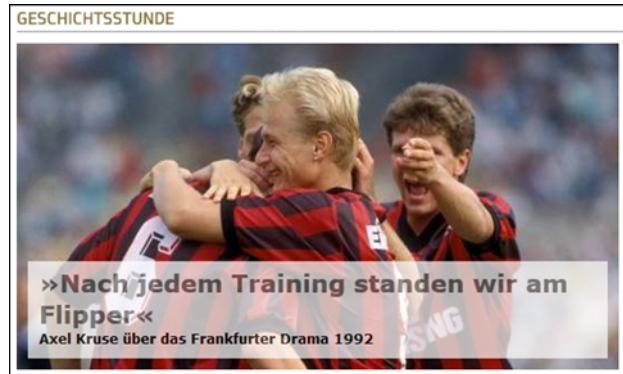 GESCHICHTSSTUNDE
»Nach jedem Training standen wir am
Flipper«
Axel Kruse über das Frankfurter Drama 1992